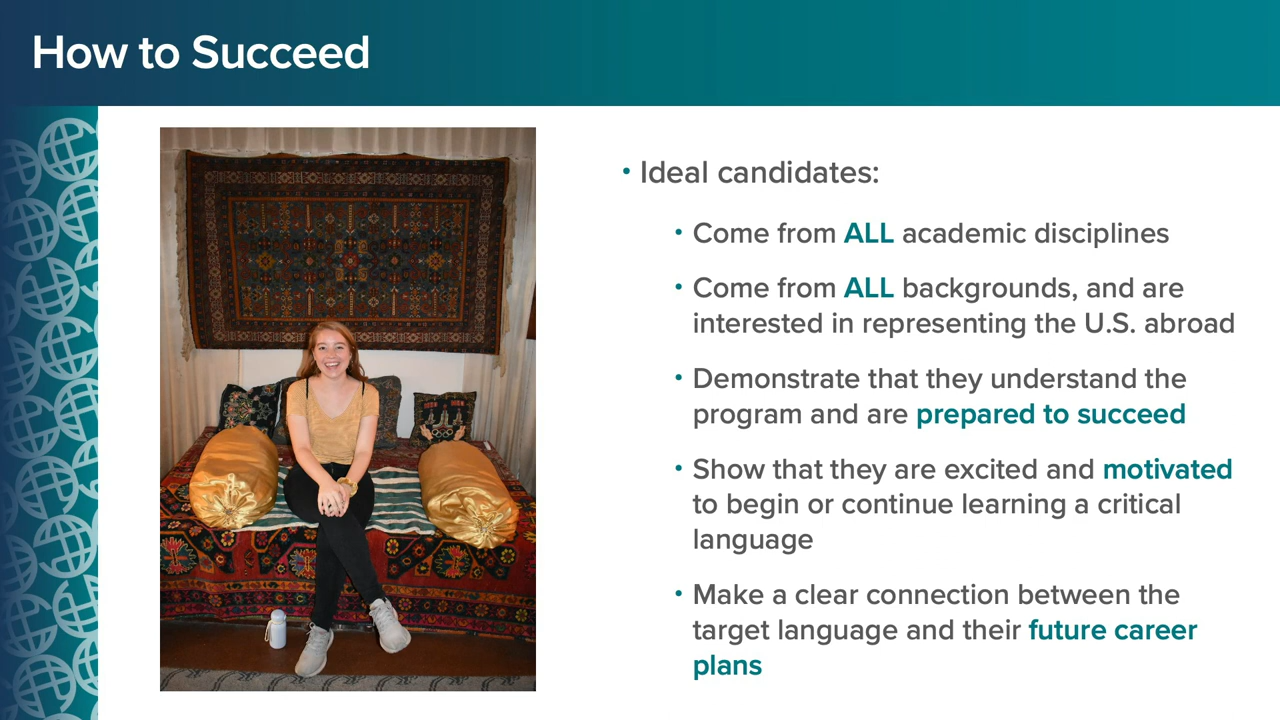 How to Succeed
• Ideal candidates:
• Come from ALL academic disciplines
• Come from ALL backgrounds, and are
interested in representing the U.S. abroad
• Demonstrate that they understand the
program and are prepared to succeed
• Show that they are excited and motivated
to begin or continue learning a critical
language
• Make a clear connection between the
target language and their future career
plans